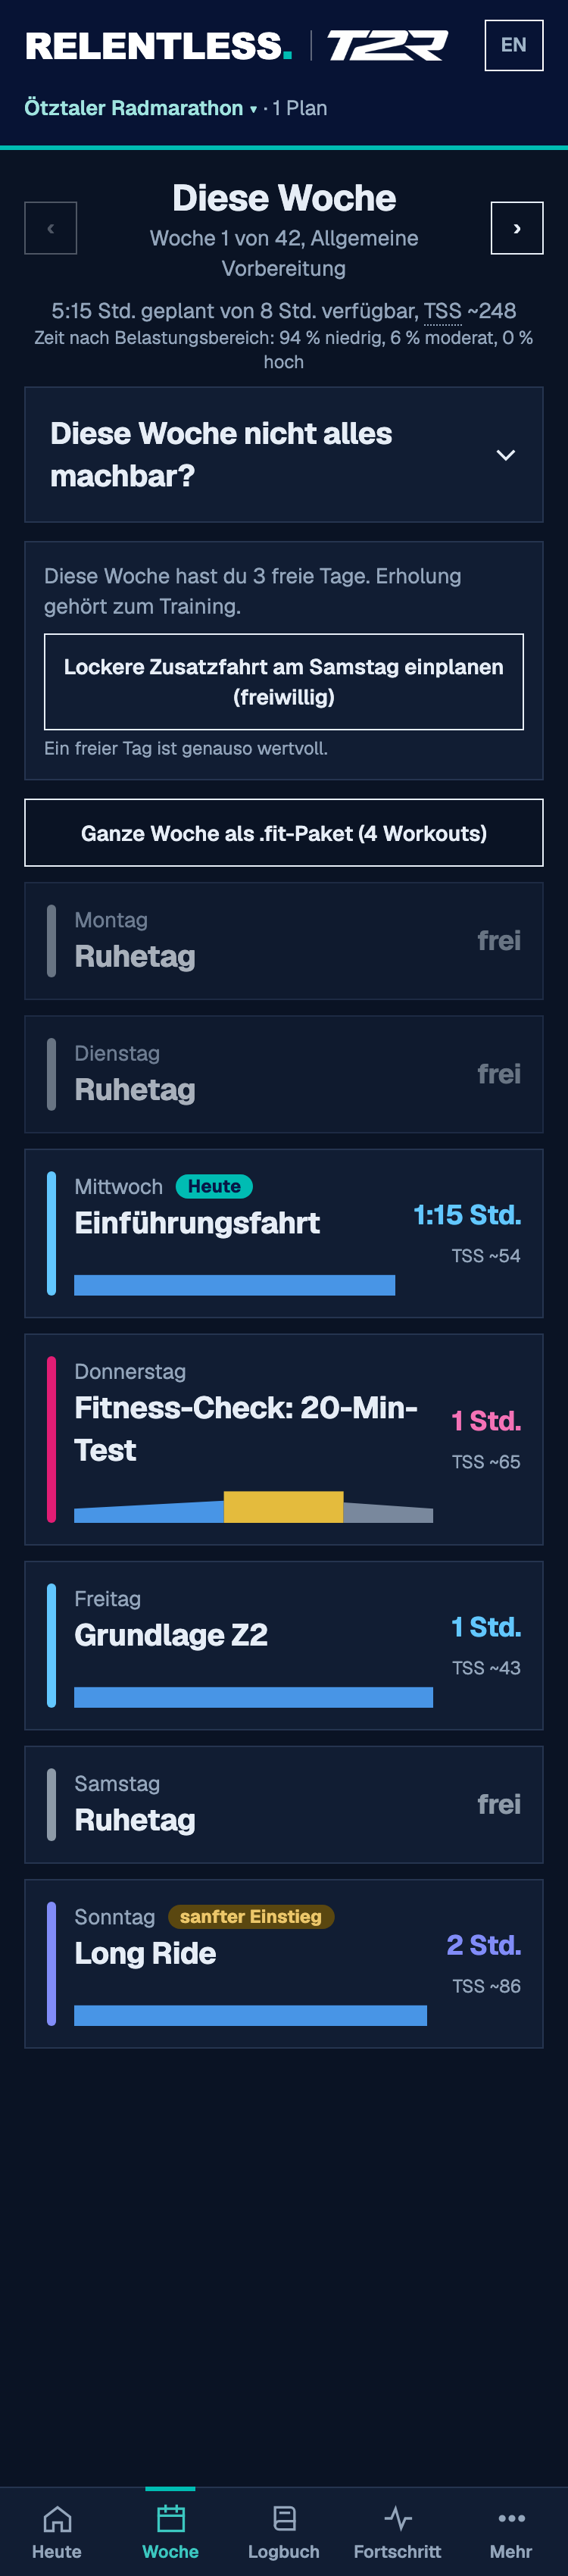 RELENTLESS. T2R EN
Ötztaler Radmarathon ▾ · 1 Plan
‹ Diese Woche ›
Woche 1 von 42, Allgemeine
Vorbereitung
5:15 Std. geplant von 8 Std. verfügbar, TSS ~248
Zeit nach Belastungsbereich: 94 % niedrig, 6 % moderat, 0 %
hoch
Diese Woche nicht alles
machbar?
Diese Woche hast du 3 freie Tage. Erholung
gehört zum Training.
Lockere Zusatzfahrt am Samstag einplanen
(freiwillig)
Ein freier Tag ist genauso wertvoll.
Ganze Woche als .fit-Paket (4 Workouts)
Montag
Ruhetag
frei
Dienstag
Ruhetag
frei
Mittwoch Heute
Einführungsfahrt
1:15 Std.
TSS ~54
Donnerstag
Fitness-Check: 20-Min-
Test
1 Std.
TSS ~65
Freitag
Grundlage Z2
1 Std.
TSS ~43
Samstag
Ruhetag
frei
Sonntag sanfter Einstieg
Long Ride
2 Std.
TSS ~86
Heute Woche Logbuch Fortschritt Mehr